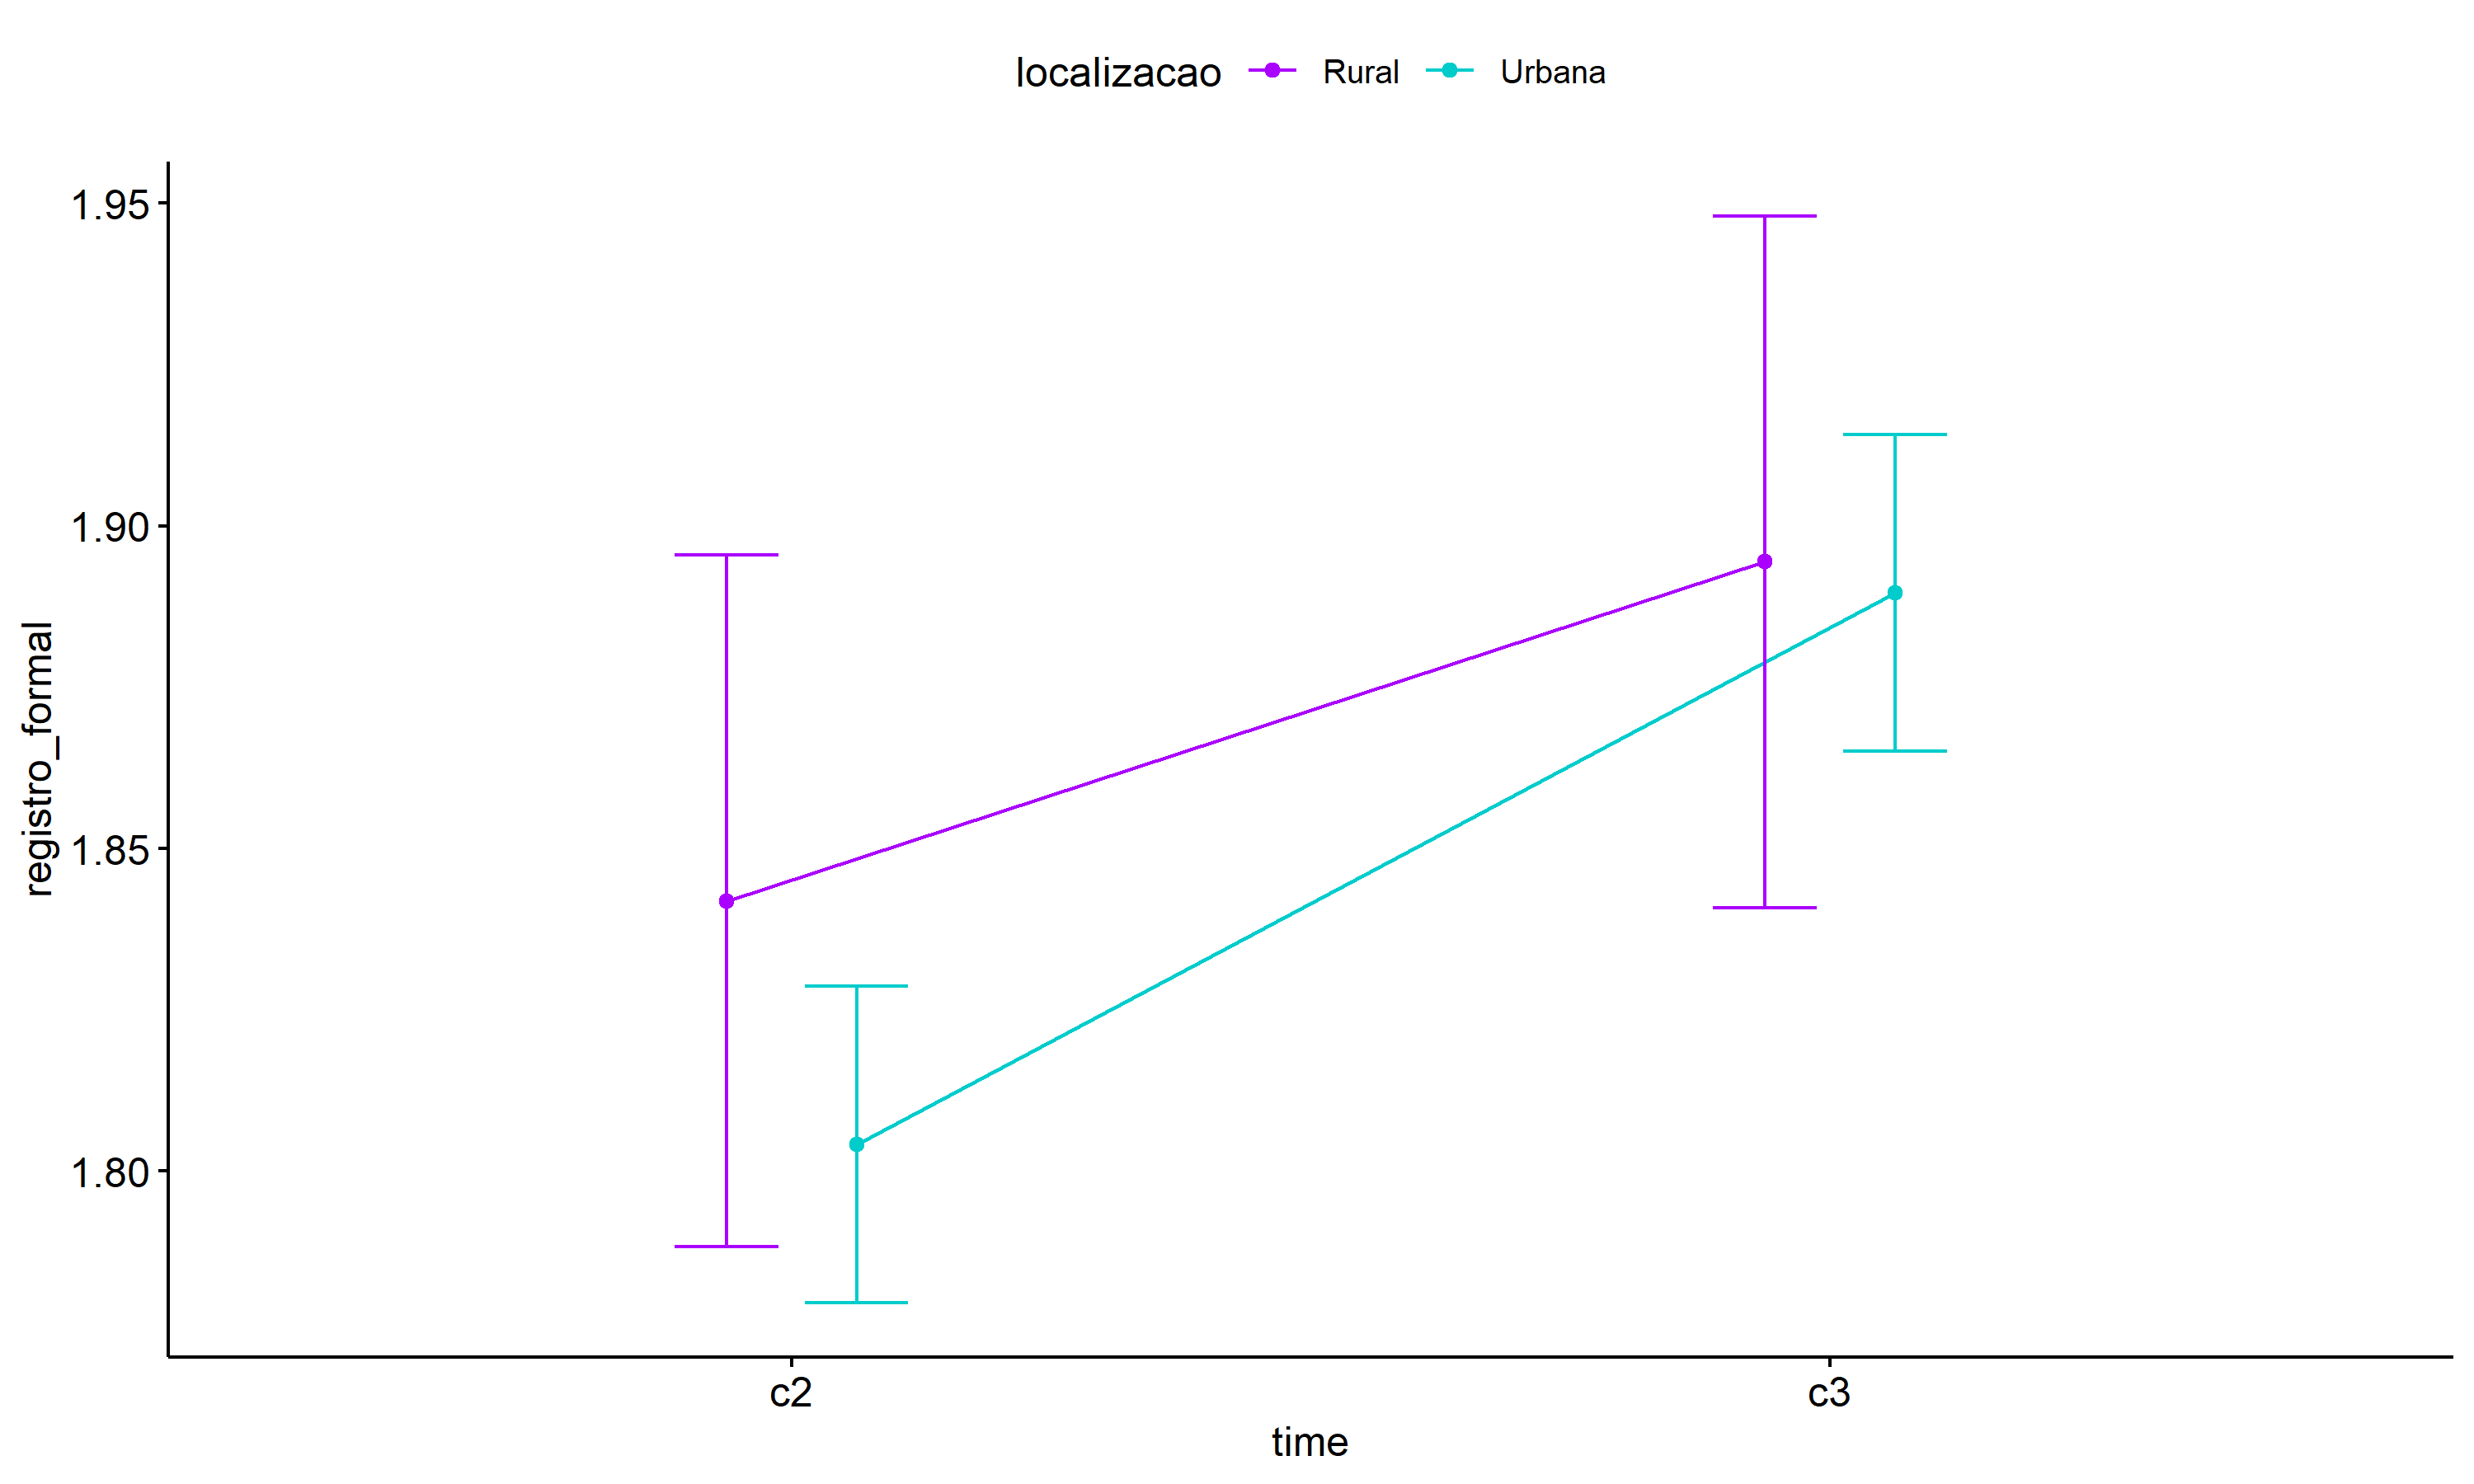 localizacao Rural Urbana
1.95
1.90
1.85
1.80
registro_formal
c2 c3
time